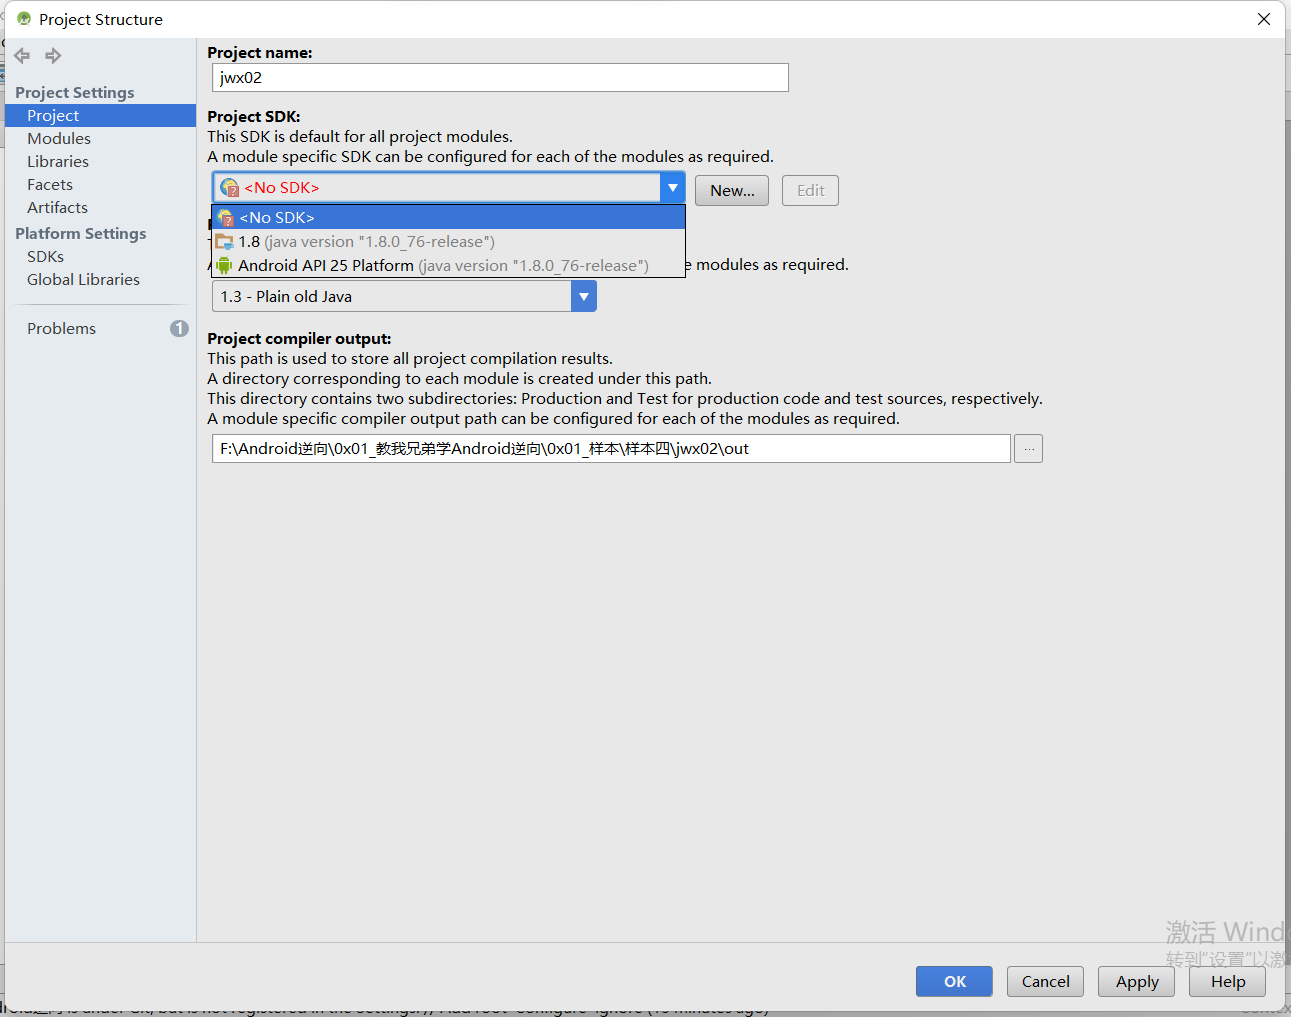 Project Structure
Project Settings
Project
Modules
Libraries
Facets
Artifacts
Platform Settings
SDKs
Global Libraries
Problems
1
Project name:
jwx02
Project SDK:
This SDK is default for all project modules.
A module specific SDK can be configured for each of the modules as required.
<No SDK>
New...
Edit
<No SDK>
1.8 (java version "1.8.0_76-release")
Android API 25 Platform (java version "1.8.0_76-release")
e modules as required.
1.3 - Plain old Java
Project compiler output:
This path is used to store all project compilation results.
A directory corresponding to each module is created under this path.
This directory contains two subdirectories: Production and Test for production code and test sources, respectively.
A module specific compiler output path can be configured for each of the modules as required.
F:\Android逆向\0x01_教我兄弟学Android逆向\0x01_样本\样本四\jwx02\out
...
激活 Windo
转到"设置"以激
OK
Cancel
Apply
Help